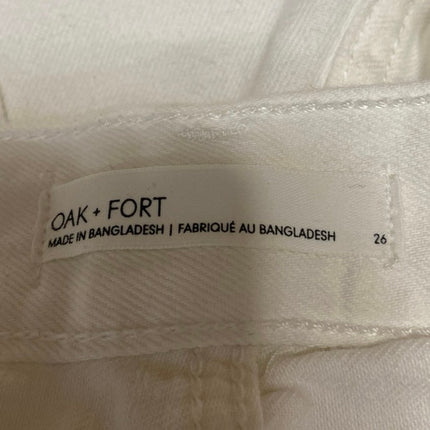 OAK + FORT
MADE IN BANGLADESH | FABRIQUÉ AU BANGLADESH 26